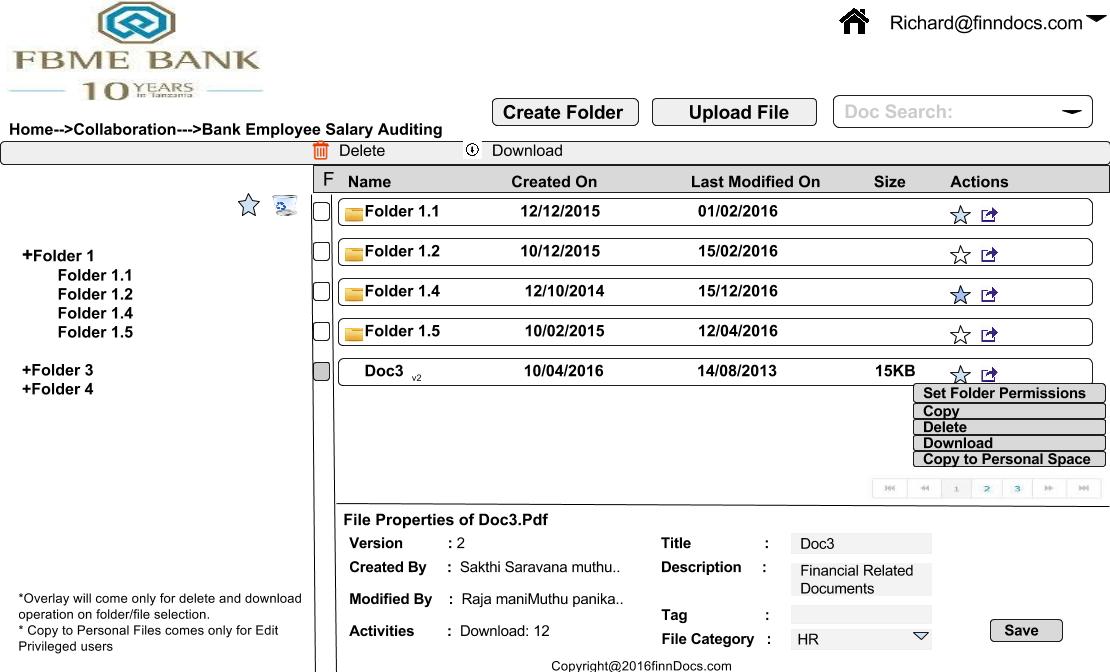 FBME BANK
10 YEARS
in Tanzania
Richard@finndocs.com
Create Folder
Upload File
Doc Search:
Home-->Collaboration--->Bank Employee Salary Auditing
Delete
Download
F Name Created On Last Modified On Size Actions
Folder 1.1 12/12/2015 01/02/2016
Folder 1.2 10/12/2015 15/02/2016
Folder 1.4 12/10/2014 15/12/2016
Folder 1.5 10/02/2015 12/04/2016
Doc3 v2 10/04/2016 14/08/2013 15KB
+Folder 1
Folder 1.1
Folder 1.2
Folder 1.4
Folder 1.5
+Folder 3
+Folder 4
Set Folder Permissions
Copy
Delete
Download
Copy to Personal Space
1 2 3
File Properties of Doc3.Pdf
Version : 2
Created By : Sakthi Saravana muthu..
Modified By : Raja maniMuthu panika..
Activities : Download: 12
Title : Doc3
Description : Financial Related
Documents
Tag :
File Category : HR
Save
*Overlay will come only for delete and download
operation on folder/file selection.
* Copy to Personal Files comes only for Edit
Privileged users
Copyright@2016finnDocs.com